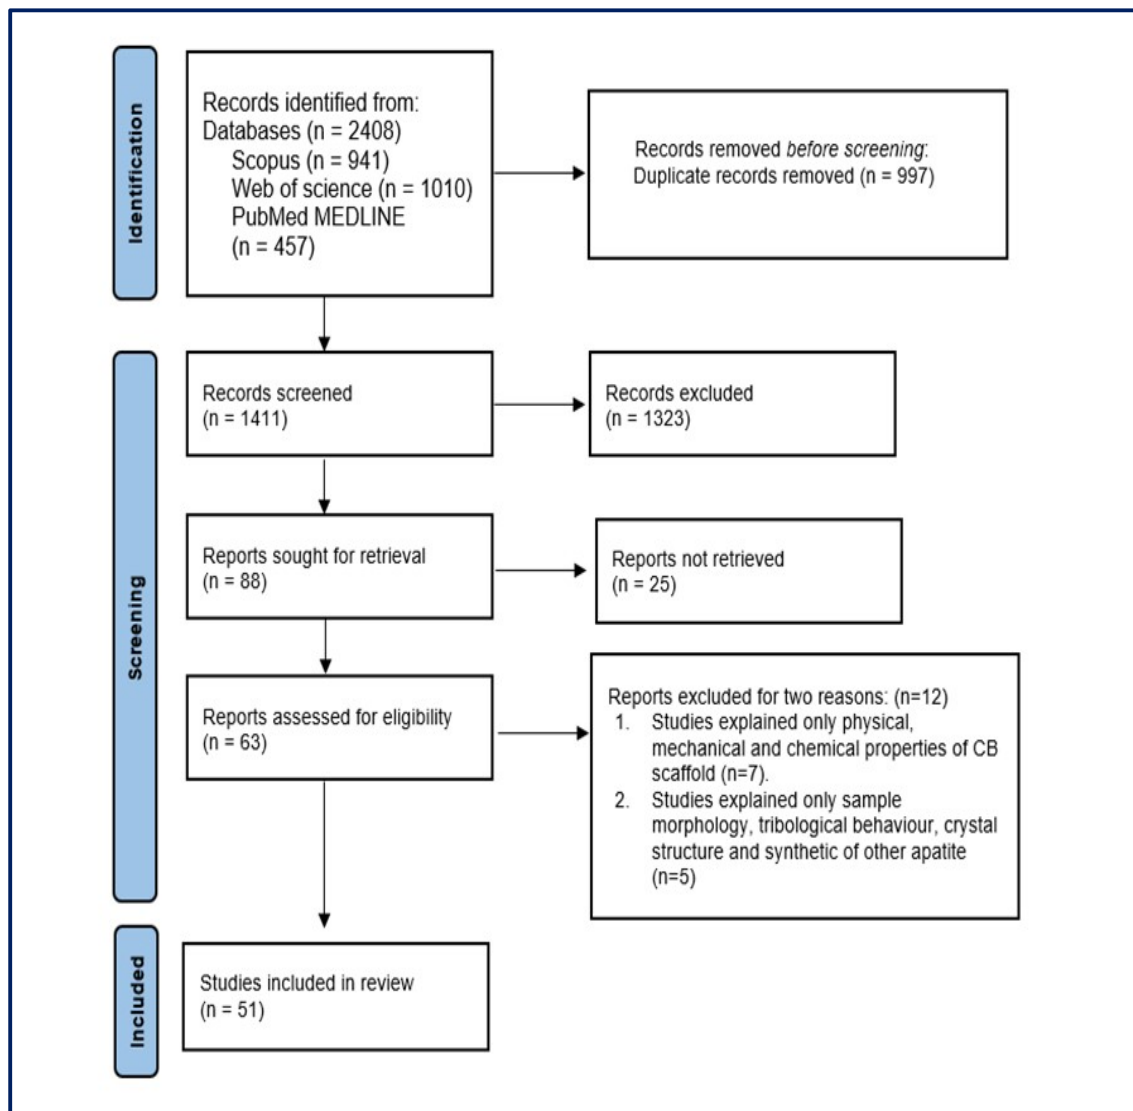 Identification
Records identified from:
Databases (n = 2408)
Scopus (n = 941)
Web of science (n = 1010)
PubMed MEDLINE
(n = 457)
Records removed before screening:
Duplicate records removed (n = 997)
Screening
Records screened
(n = 1411)
Records excluded
(n = 1323)
Reports sought for retrieval
(n = 88)
Reports not retrieved
(n = 25)
Reports assessed for eligibility
(n = 63)
Reports excluded for two reasons: (n=12)
1. Studies explained only physical,
mechanical and chemical properties of CB
scaffold (n=7).
2. Studies explained only sample
morphology, tribological behaviour, crystal
structure and synthetic of other apatite
(n=5)
Included
Studies included in review
(n = 51)